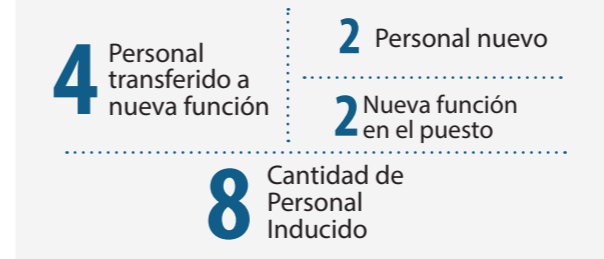 4 Personal
transferido a
nueva función
2 Personal nuevo
2 Nueva función
en el puesto
8 Cantidad de
Personal
Inducido